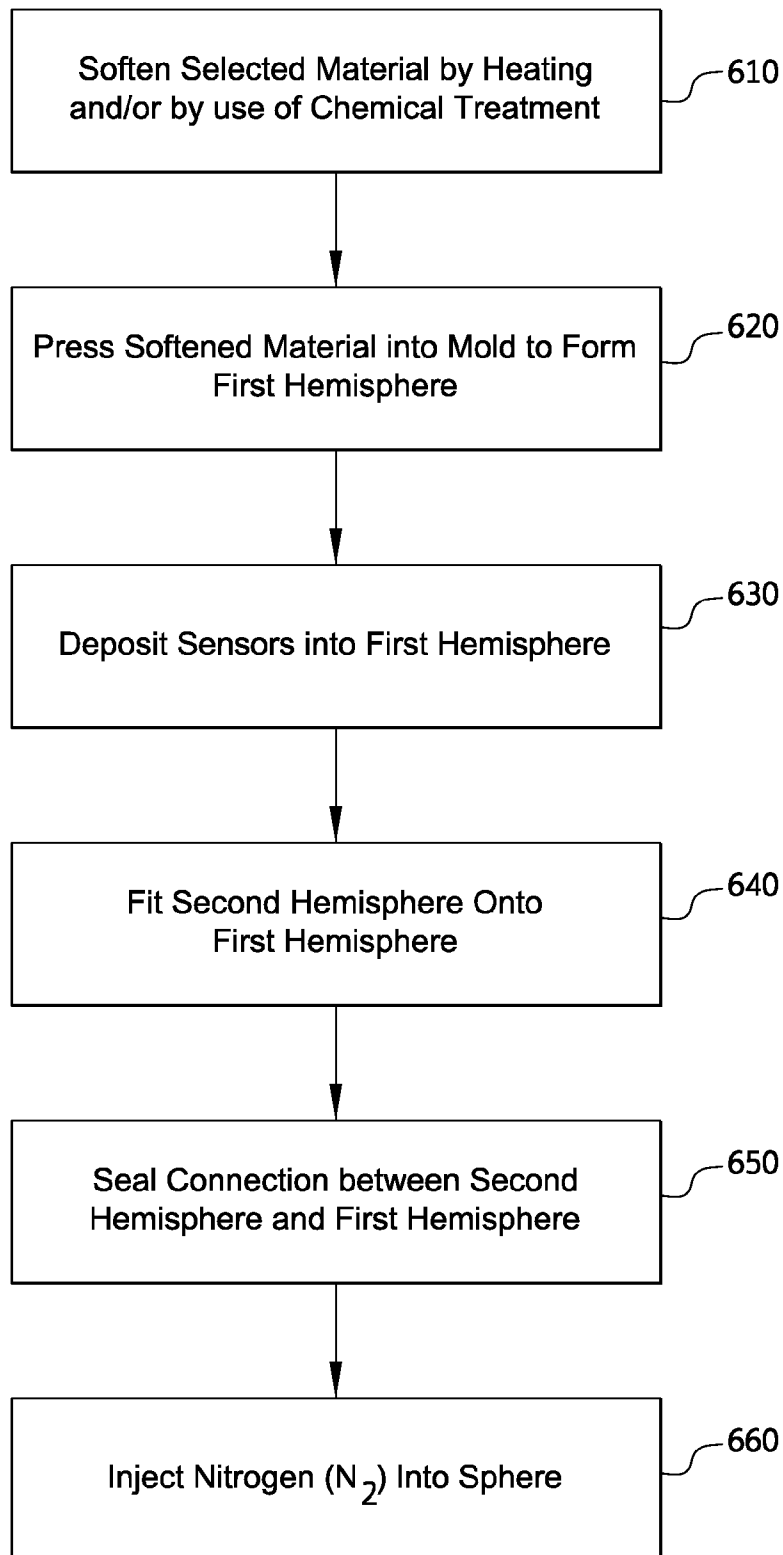 Soften Selected Material by Heating
and/or by use of Chemical Treatment
610
Press Softened Material into Mold to Form
First Hemisphere
620
Deposit Sensors into First Hemisphere
630
Fit Second Hemisphere Onto
First Hemisphere
640
Seal Connection between Second
Hemisphere and First Hemisphere
650
Inject Nitrogen (N2) Into Sphere
660